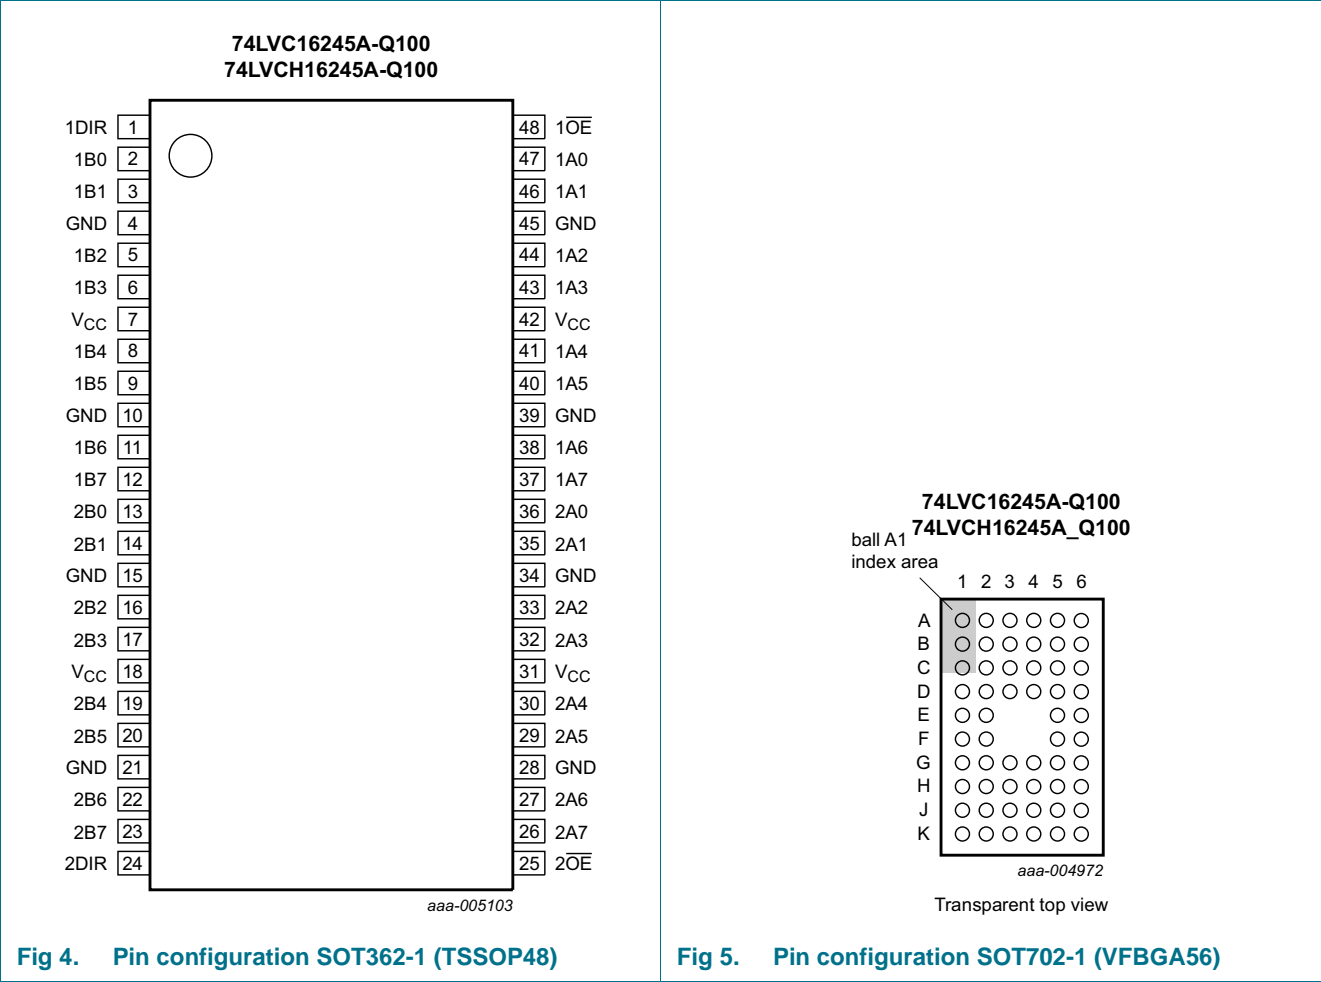 74LVC16245A-Q100
74LVCH16245A-Q100
1DIR 1 48 1OE
1B0 2 47 1A0
1B1 3 46 1A1
GND 4 45 GND
1B2 5 44 1A2
1B3 6 43 1A3
VCC 7 42 VCC
1B4 8 41 1A4
1B5 9 40 1A5
GND 10 39 GND
1B6 11 38 1A6
1B7 12 37 1A7
2B0 13 36 2A0
2B1 14 35 2A1
GND 15 34 GND
2B2 16 33 2A2
2B3 17 32 2A3
VCC 18 31 VCC
2B4 19 30 2A4
2B5 20 29 2A5
GND 21 28 GND
2B6 22 27 2A6
2B7 23 26 2A7
2DIR 24 25 2OE
aaa-005103
Fig 4. Pin configuration SOT362-1 (TSSOP48)
74LVC16245A-Q100
74LVCH16245A_Q100
ball A1
index area
1 2 3 4 5 6
A
B
C
D
E
F
G
H
J
K
aaa-004972
Transparent top view
Fig 5. Pin configuration SOT702-1 (VFBGA56)